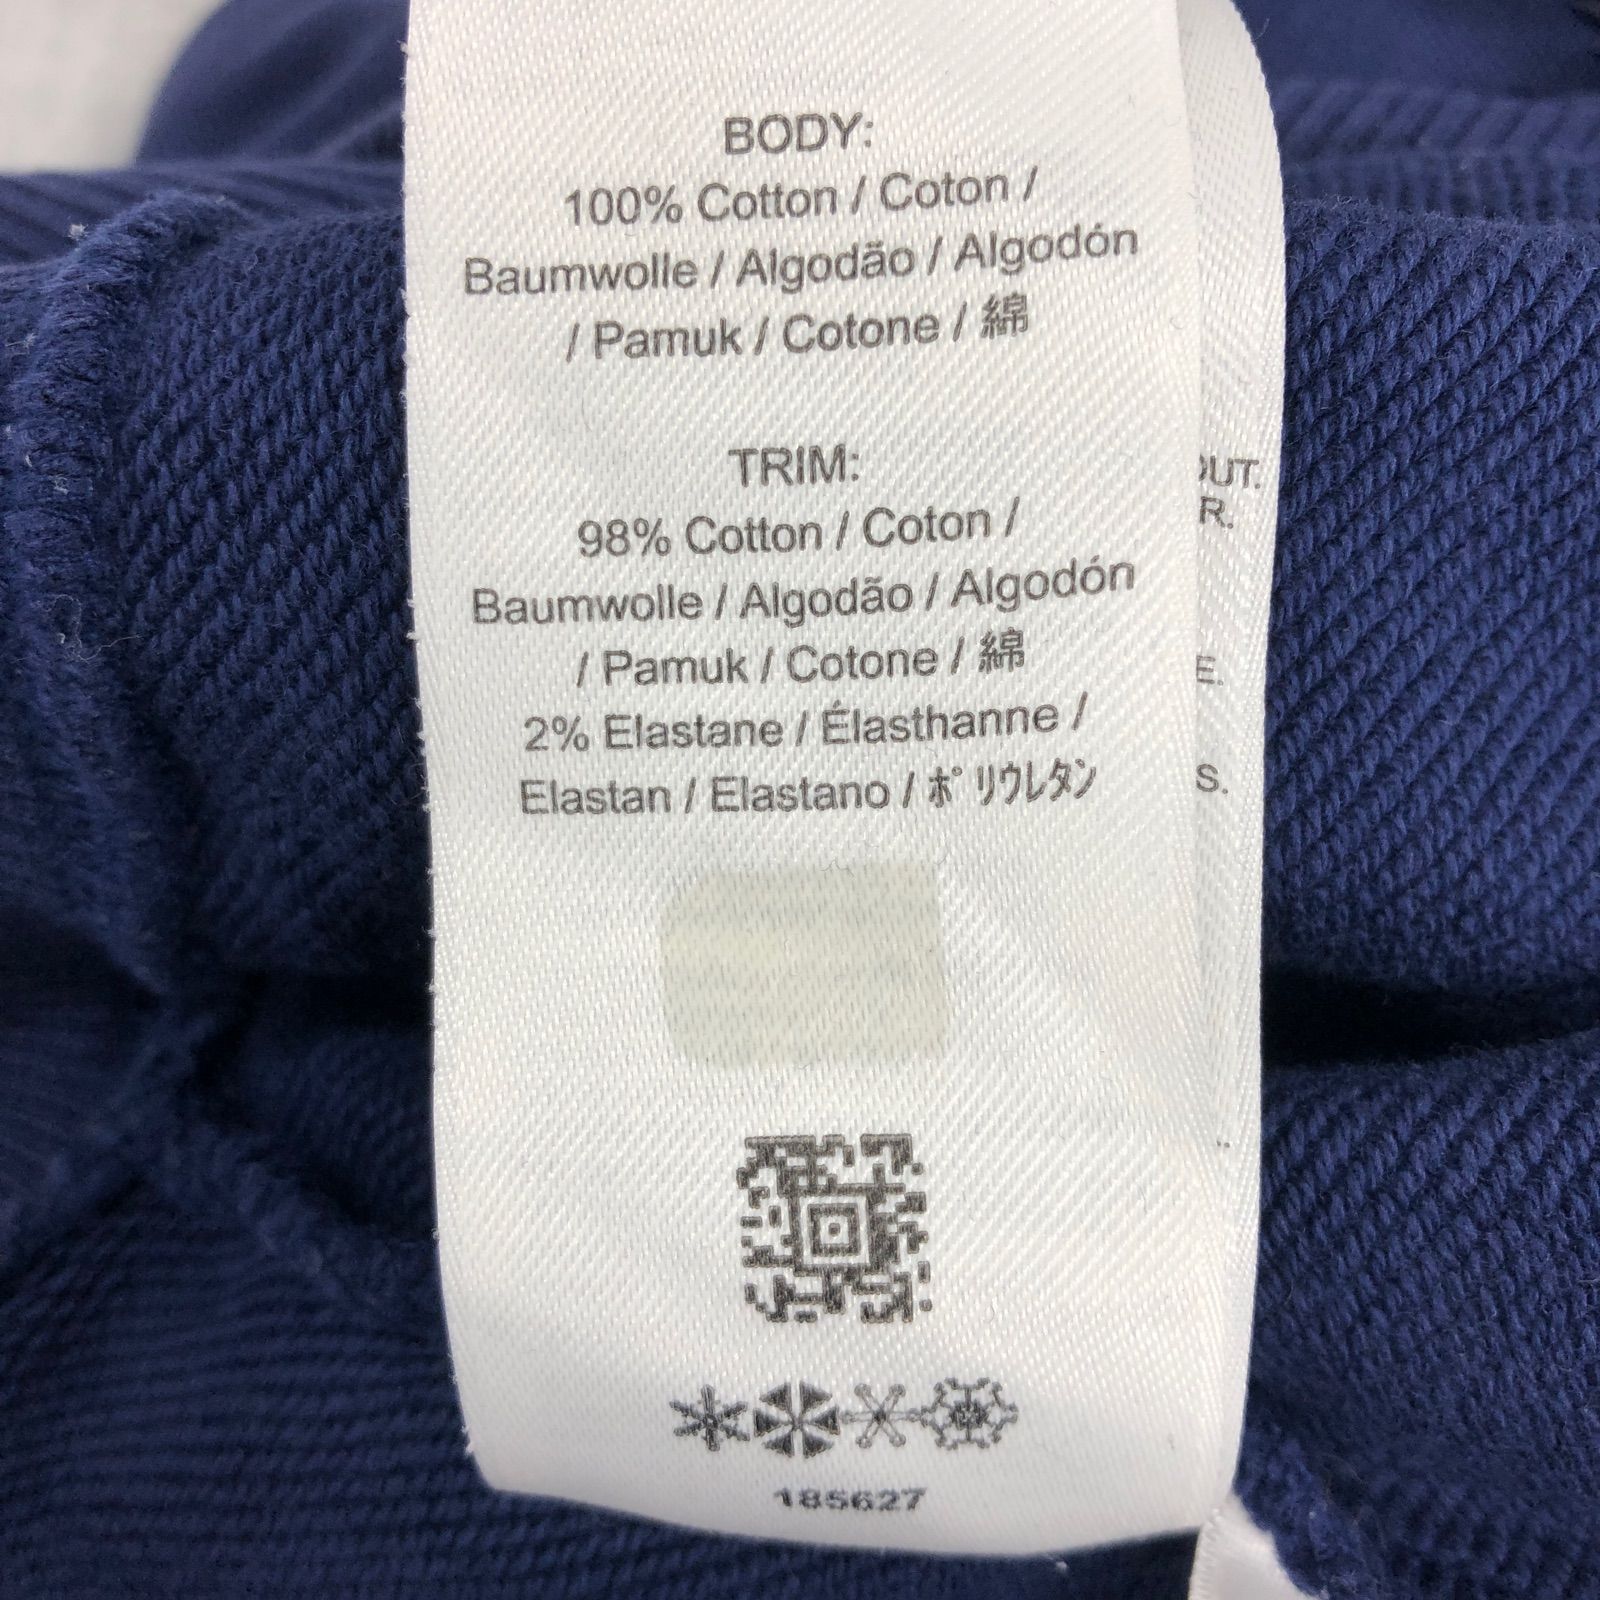 BODY:
100% Cotton / Coton /
Baumwolle / Algodão / Algodón
/ Pamuk / Cotone / 綿
TRIM:
98% Cotton / Coton /
Baumwolle / Algodão / Algodón
/ Pamuk / Cotone / 綿
2% Elastane / Élasthanne /
Elastan / Elastano / ﾎﾟﾘｳﾚﾀﾝ
185627